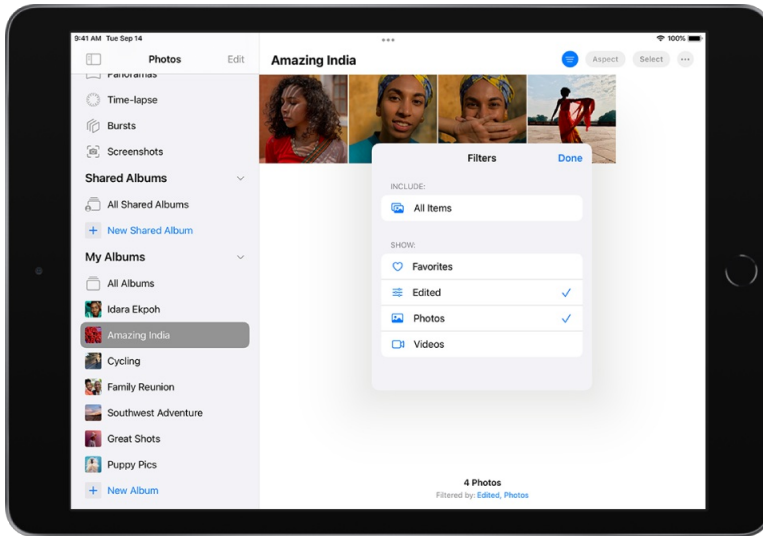 9:41 AM Tue Sep 14
100%
Photos
Edit
Panoramas
Time-lapse
Bursts
Screenshots
Shared Albums
All Shared Albums
New Shared Album
My Albums
All Albums
Idara Ekpoh
Amazing India
Cycling
Family Reunion
Southwest Adventure
Great Shots
Puppy Pics
New Album
Amazing India
Aspect
Select
Filters
Done
INCLUDE:
All Items
SHOW:
Favorites
Edited
Photos
Videos
4 Photos
Filtered by: Edited, Photos